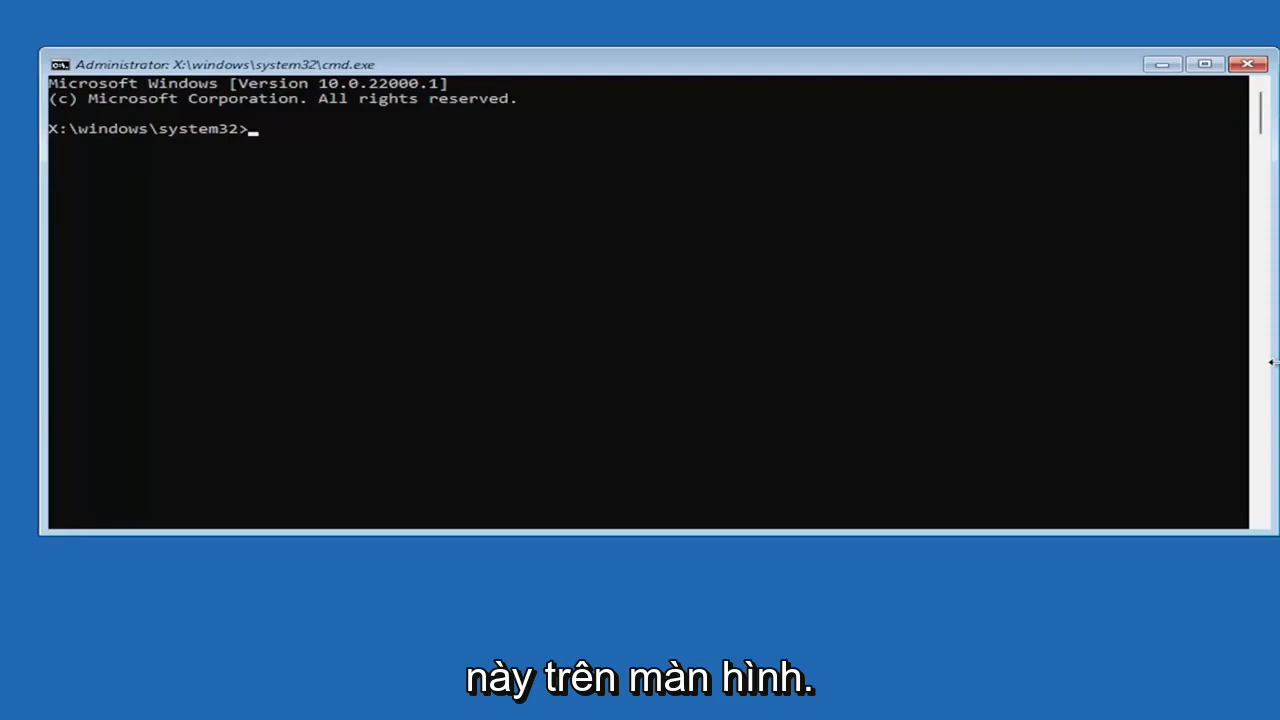 Administrator: X:\windows\system32\cmd.exe
Microsoft Windows [Version 10.0.22000.1]
(c) Microsoft Corporation. All rights reserved.
X:\windows\system32>
này trên màn hình.